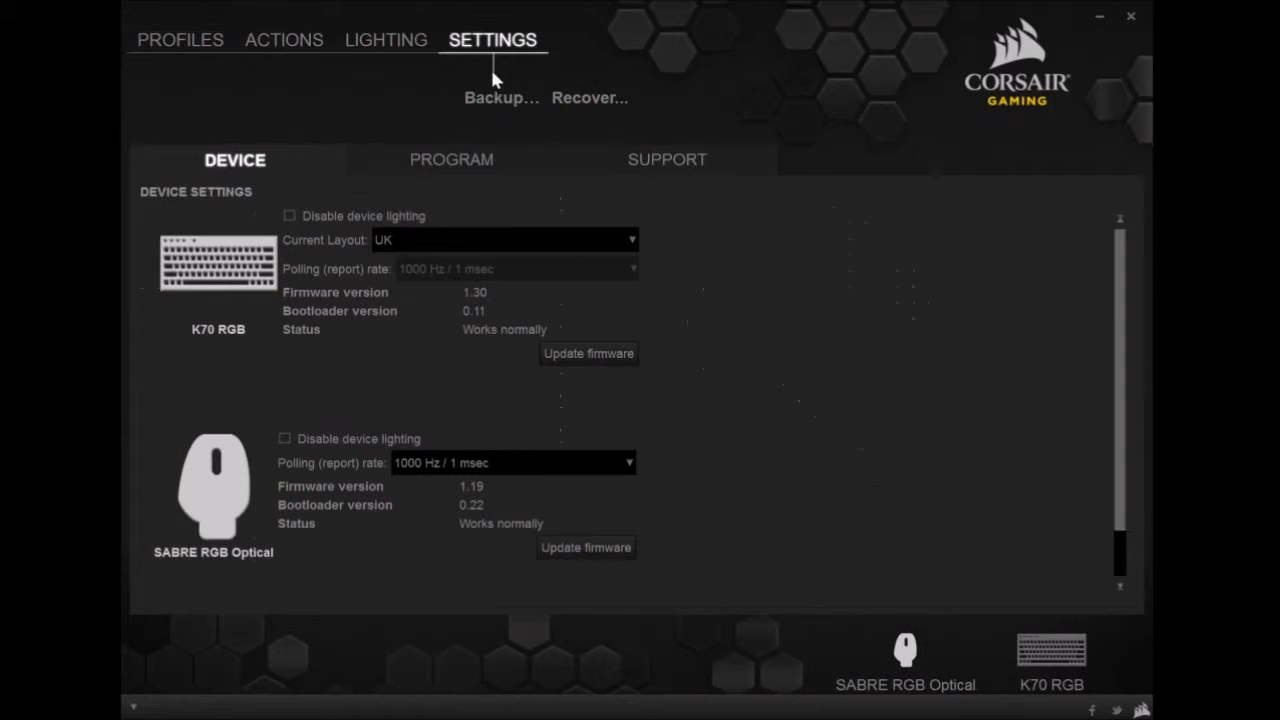 PROFILES ACTIONS LIGHTING SETTINGS
Backup... Recover...
CORSAIR
GAMING
DEVICE PROGRAM SUPPORT
DEVICE SETTINGS
Disable device lighting
Current Layout: UK
Polling (report) rate: 1000 Hz / 1 msec
Firmware version 1.30
Bootloader version 0.11
K70 RGB Status Works normally
Update firmware
Disable device lighting
Polling (report) rate: 1000 Hz / 1 msec
Firmware version 1.19
Bootloader version 0.22
Status Works normally
Update firmware
SABRE RGB Optical
SABRE RGB Optical K70 RGB